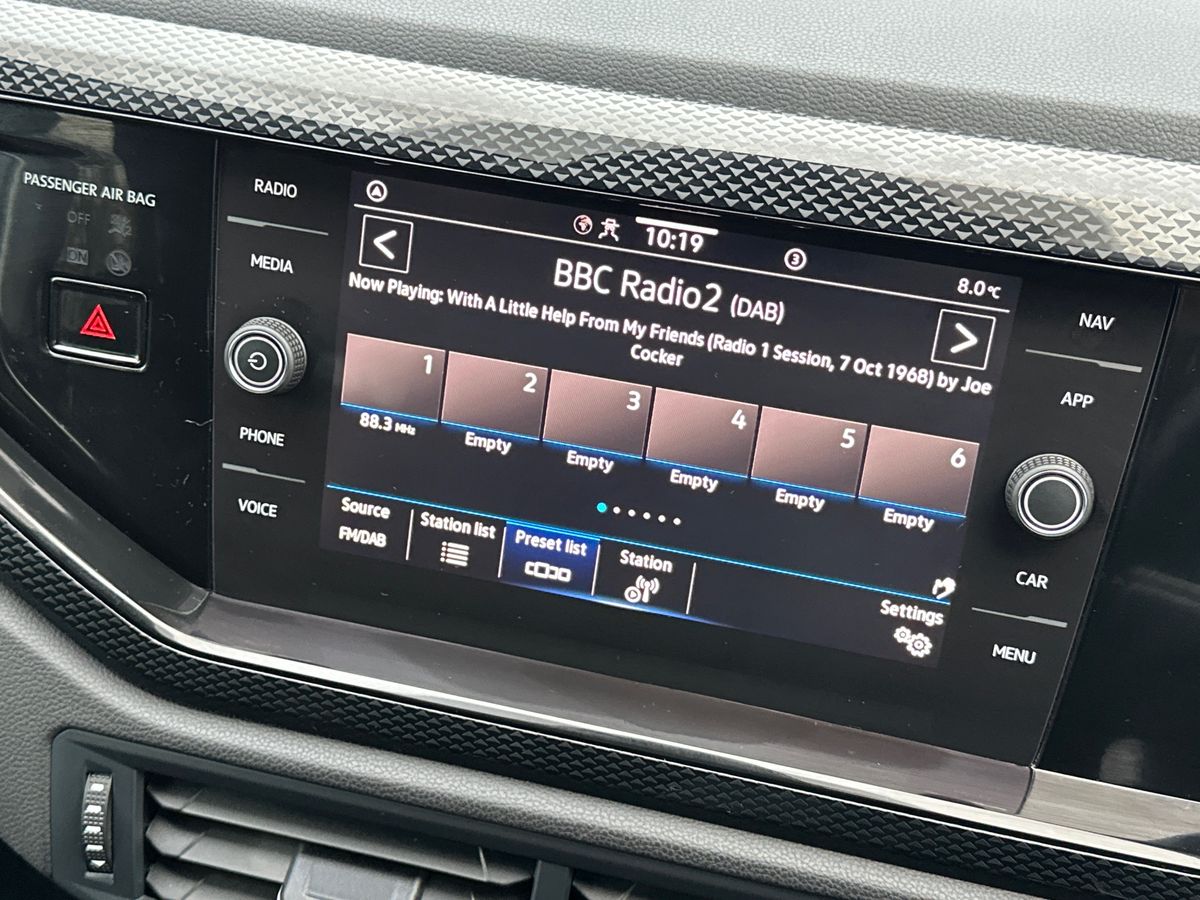 PASSENGER AIR BAG
OFF
ON
RADIO
MEDIA
PHONE
VOICE
10:19
3
8.0°C
<
BBC Radio2 (DAB)
Now Playing: With A Little Help From My Friends (Radio 1 Session, 7 Oct 1968) by Joe
Cocker
>
1 2 3 4 5 6
88.3 MHz Empty Empty Empty Empty Empty
Source
FM/DAB
Station list
Preset list
Station
Settings
NAV
APP
CAR
MENU